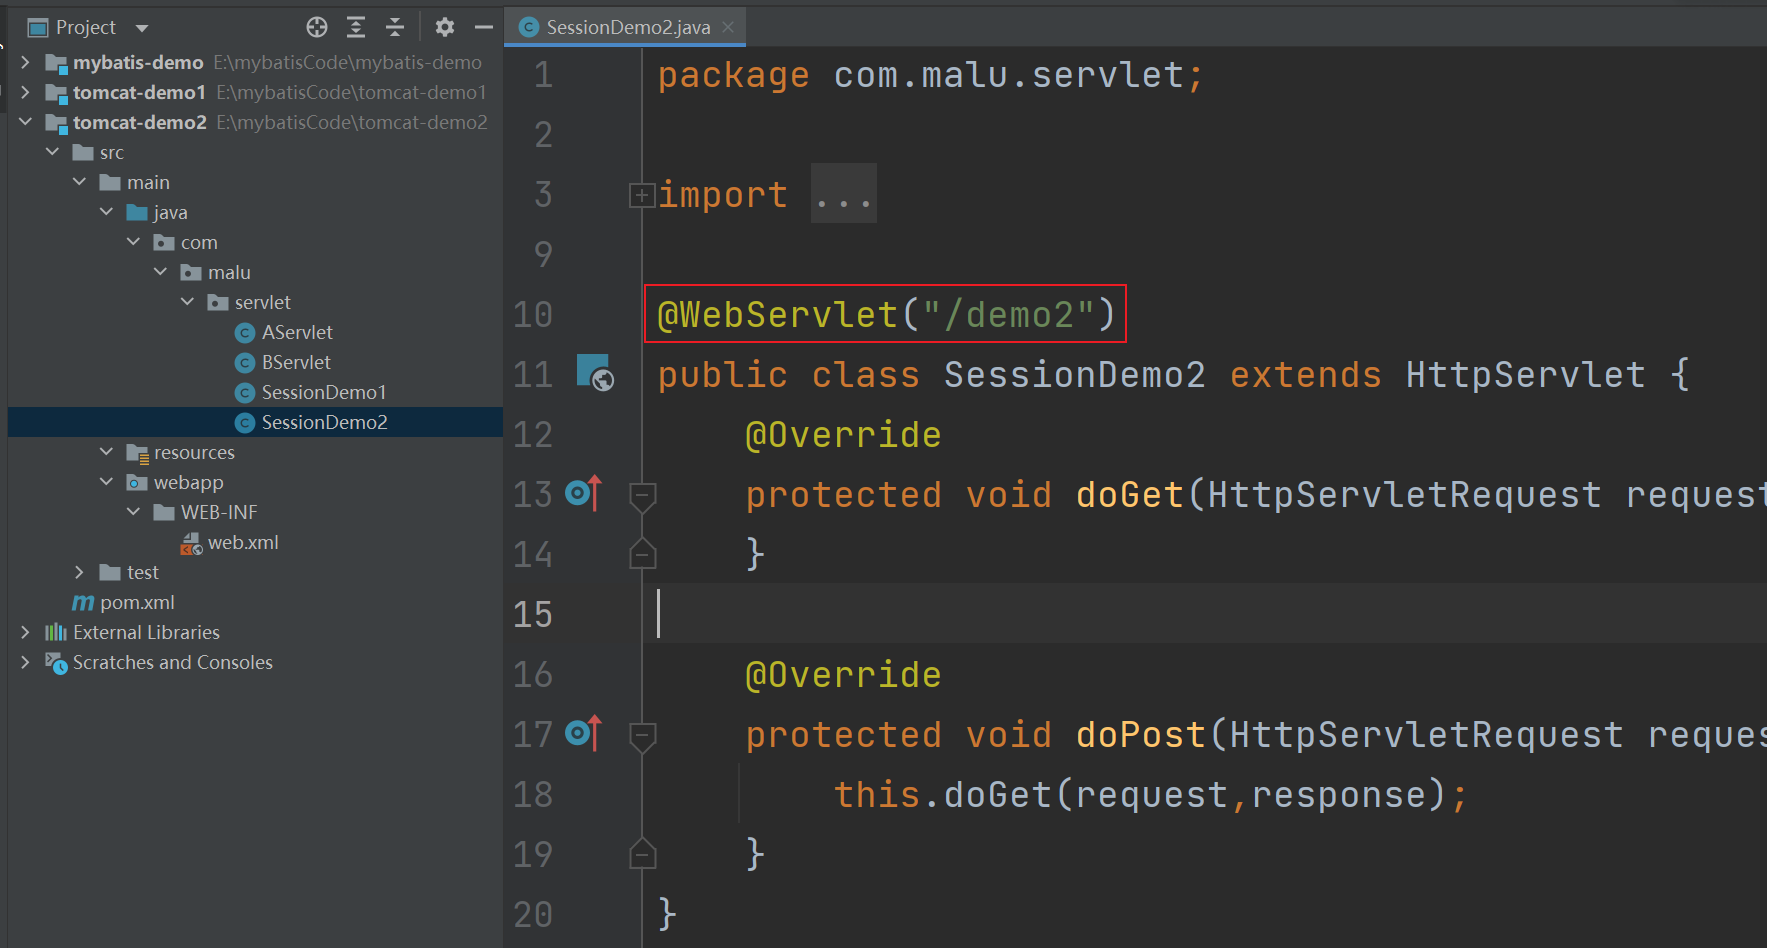 Project
mybatis-demo E:\mybatisCode\mybatis-demo
tomcat-demo1 E:\mybatisCode\tomcat-demo1
tomcat-demo2 E:\mybatisCode\tomcat-demo2
src
main
java
com
malu
servlet
AServlet
BServlet
SessionDemo1
SessionDemo2
resources
webapp
WEB-INF
web.xml
test
pom.xml
External Libraries
Scratches and Consoles
SessionDemo2.java
1 package com.malu.servlet;
2
3 import ...
9
10 @WebServlet("/demo2")
11 public class SessionDemo2 extends HttpServlet {
12 @Override
13 protected void doGet(HttpServletRequest request
14 }
15
16 @Override
17 protected void doPost(HttpServletRequest reques
18 this.doGet(request,response);
19 }
20 }